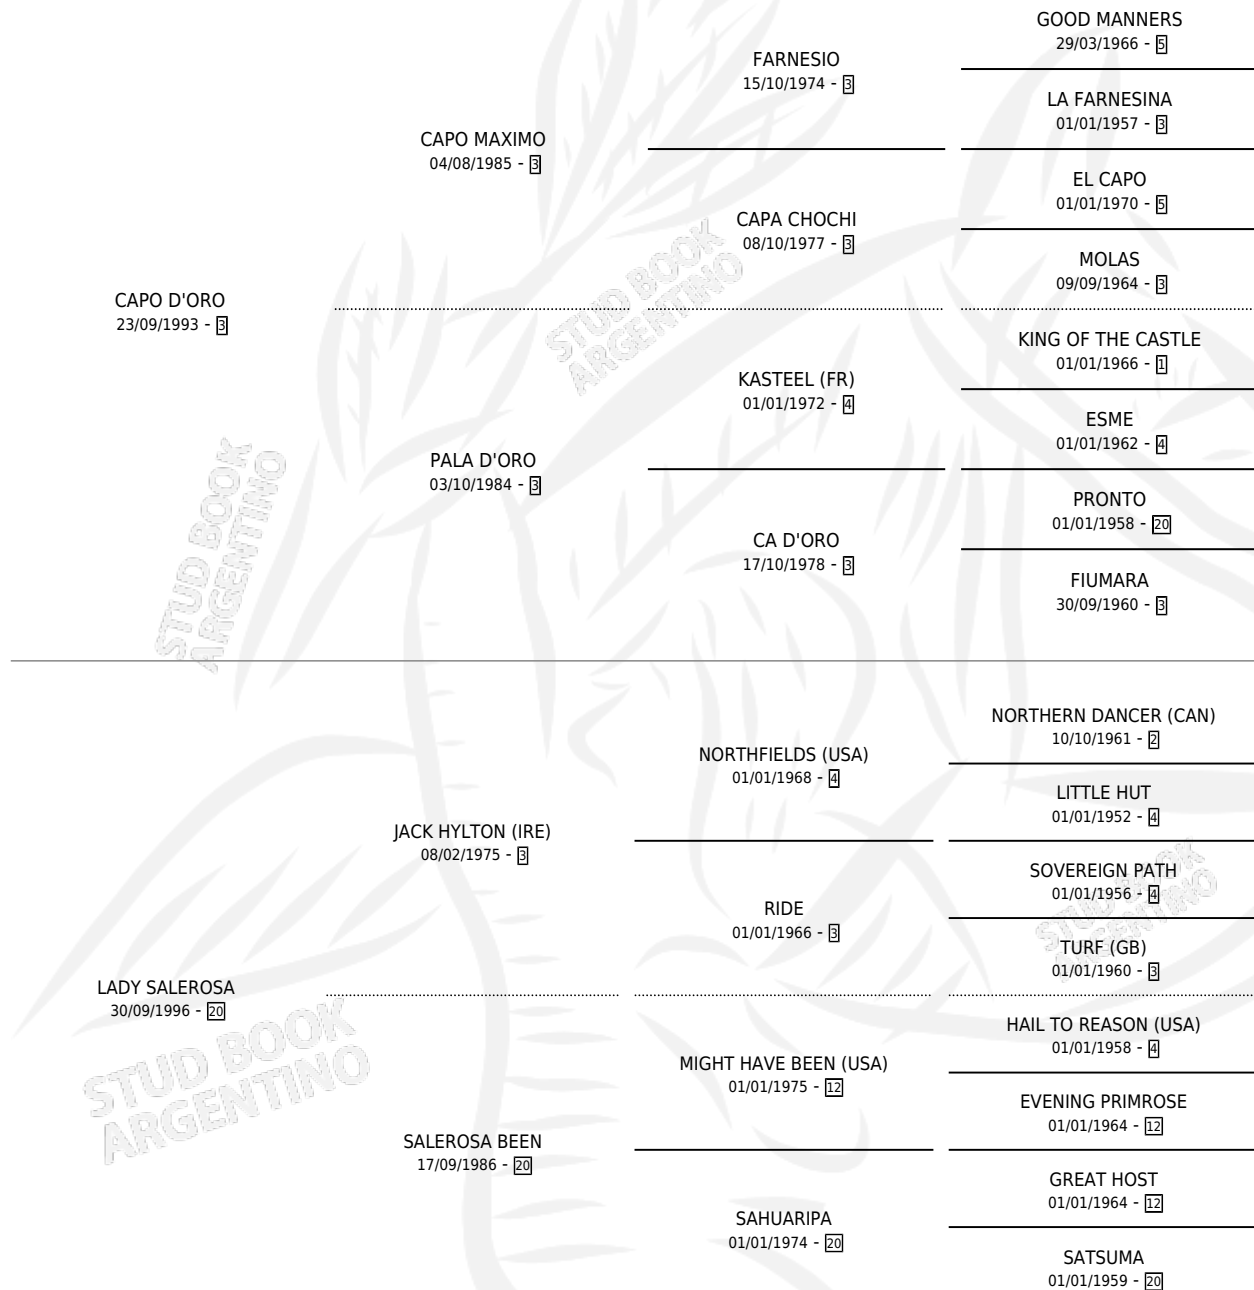 GOOD MANNERS
29/03/1966 - 5
FARNESIO
15/10/1974 - 3
LA FARNESINA
01/01/1957 - 3
CAPO MAXIMO
04/08/1985 - 3
EL CAPO
01/01/1970 - 5
CAPA CHOCHI
08/10/1977 - 3
MOLAS
09/09/1964 - 3
CAPO D'ORO
23/09/1993 - 3
KING OF THE CASTLE
01/01/1966 - 1
KASTEEL (FR)
01/01/1972 - 4
ESME
01/01/1962 - 4
PALA D'ORO
03/10/1984 - 3
PRONTO
01/01/1958 - 20
CA D'ORO
17/10/1978 - 3
FIUMARA
30/09/1960 - 3
NORTHERN DANCER (CAN)
10/10/1961 - 2
NORTHFIELDS (USA)
01/01/1968 - 4
LITTLE HUT
01/01/1952 - 4
JACK HYLTON (IRE)
08/02/1975 - 3
SOVEREIGN PATH
01/01/1956 - 4
RIDE
01/01/1966 - 3
TURF (GB)
01/01/1960 - 3
LADY SALEROSA
30/09/1996 - 20
HAIL TO REASON (USA)
01/01/1958 - 4
MIGHT HAVE BEEN (USA)
01/01/1975 - 12
EVENING PRIMROSE
01/01/1964 - 12
SALEROSA BEEN
17/09/1986 - 20
GREAT HOST
01/01/1964 - 12
SAHUARIPA
01/01/1974 - 20
SATSUMA
01/01/1959 - 20
STUD BOOK
ARGENTINO
STUD BOOK
ARGENTINO
STUD BOOK
ARGENTINO
STUD BOOK
ARGENTINO